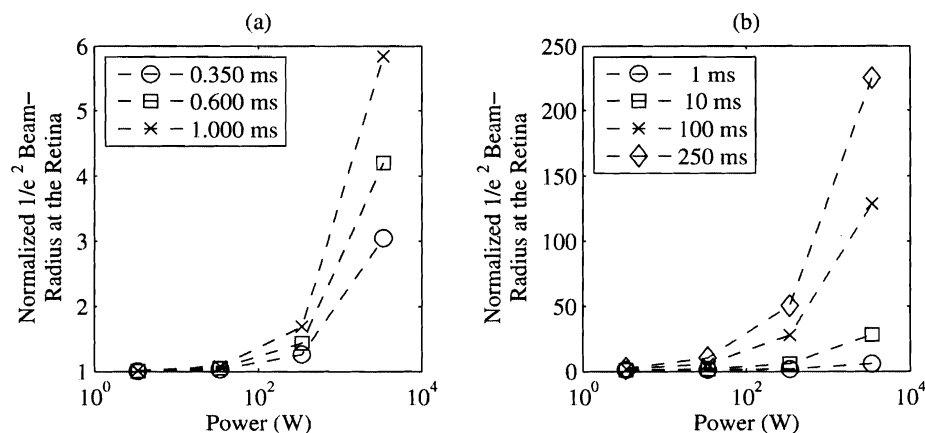 (a)
Normalized 1/e² Beam–
Radius at the Retina
6
5
4
3
2
1
0.350 ms
0.600 ms
1.000 ms
10⁰
10²
10⁴
Power (W)
(b)
Normalized 1/e² Beam–
Radius at the Retina
250
200
150
100
50
0
1 ms
10 ms
100 ms
250 ms
10⁰
10²
10⁴
Power (W)